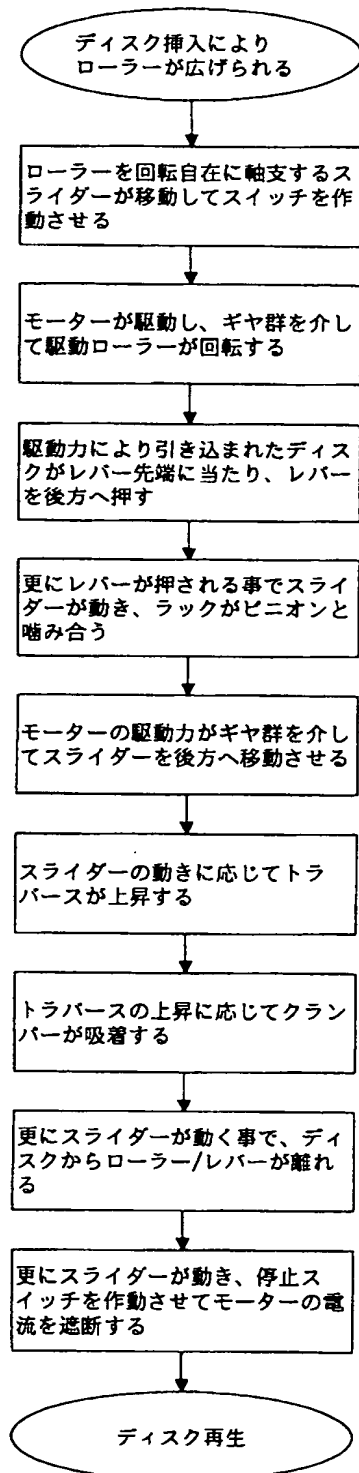 ディスク挿入により
ローラーが広げられる
ローラーを回転自在に軸支するス
ライダーが移動してスイッチを作
動させる
モーターが駆動し、ギヤ群を介し
て駆動ローラーが回転する
駆動力により引き込まれたディス
クがレバー先端に当たり、レバー
を後方へ押す
更にレバーが押される事でスライ
ダーが動き、ラックがピニオンと
噛み合う
モーターの駆動力がギヤ群を介し
てスライダーを後方へ移動させる
スライダーの動きに応じてトラ
バースが上昇する
トラバースの上昇に応じてクラン
パーが吸着する
更にスライダーが動く事で、ディ
スクからローラー/レバーが離れ
る
更にスライダーが動き、停止ス
イッチを作動させてモーターの電
流を遮断する
ディスク再生